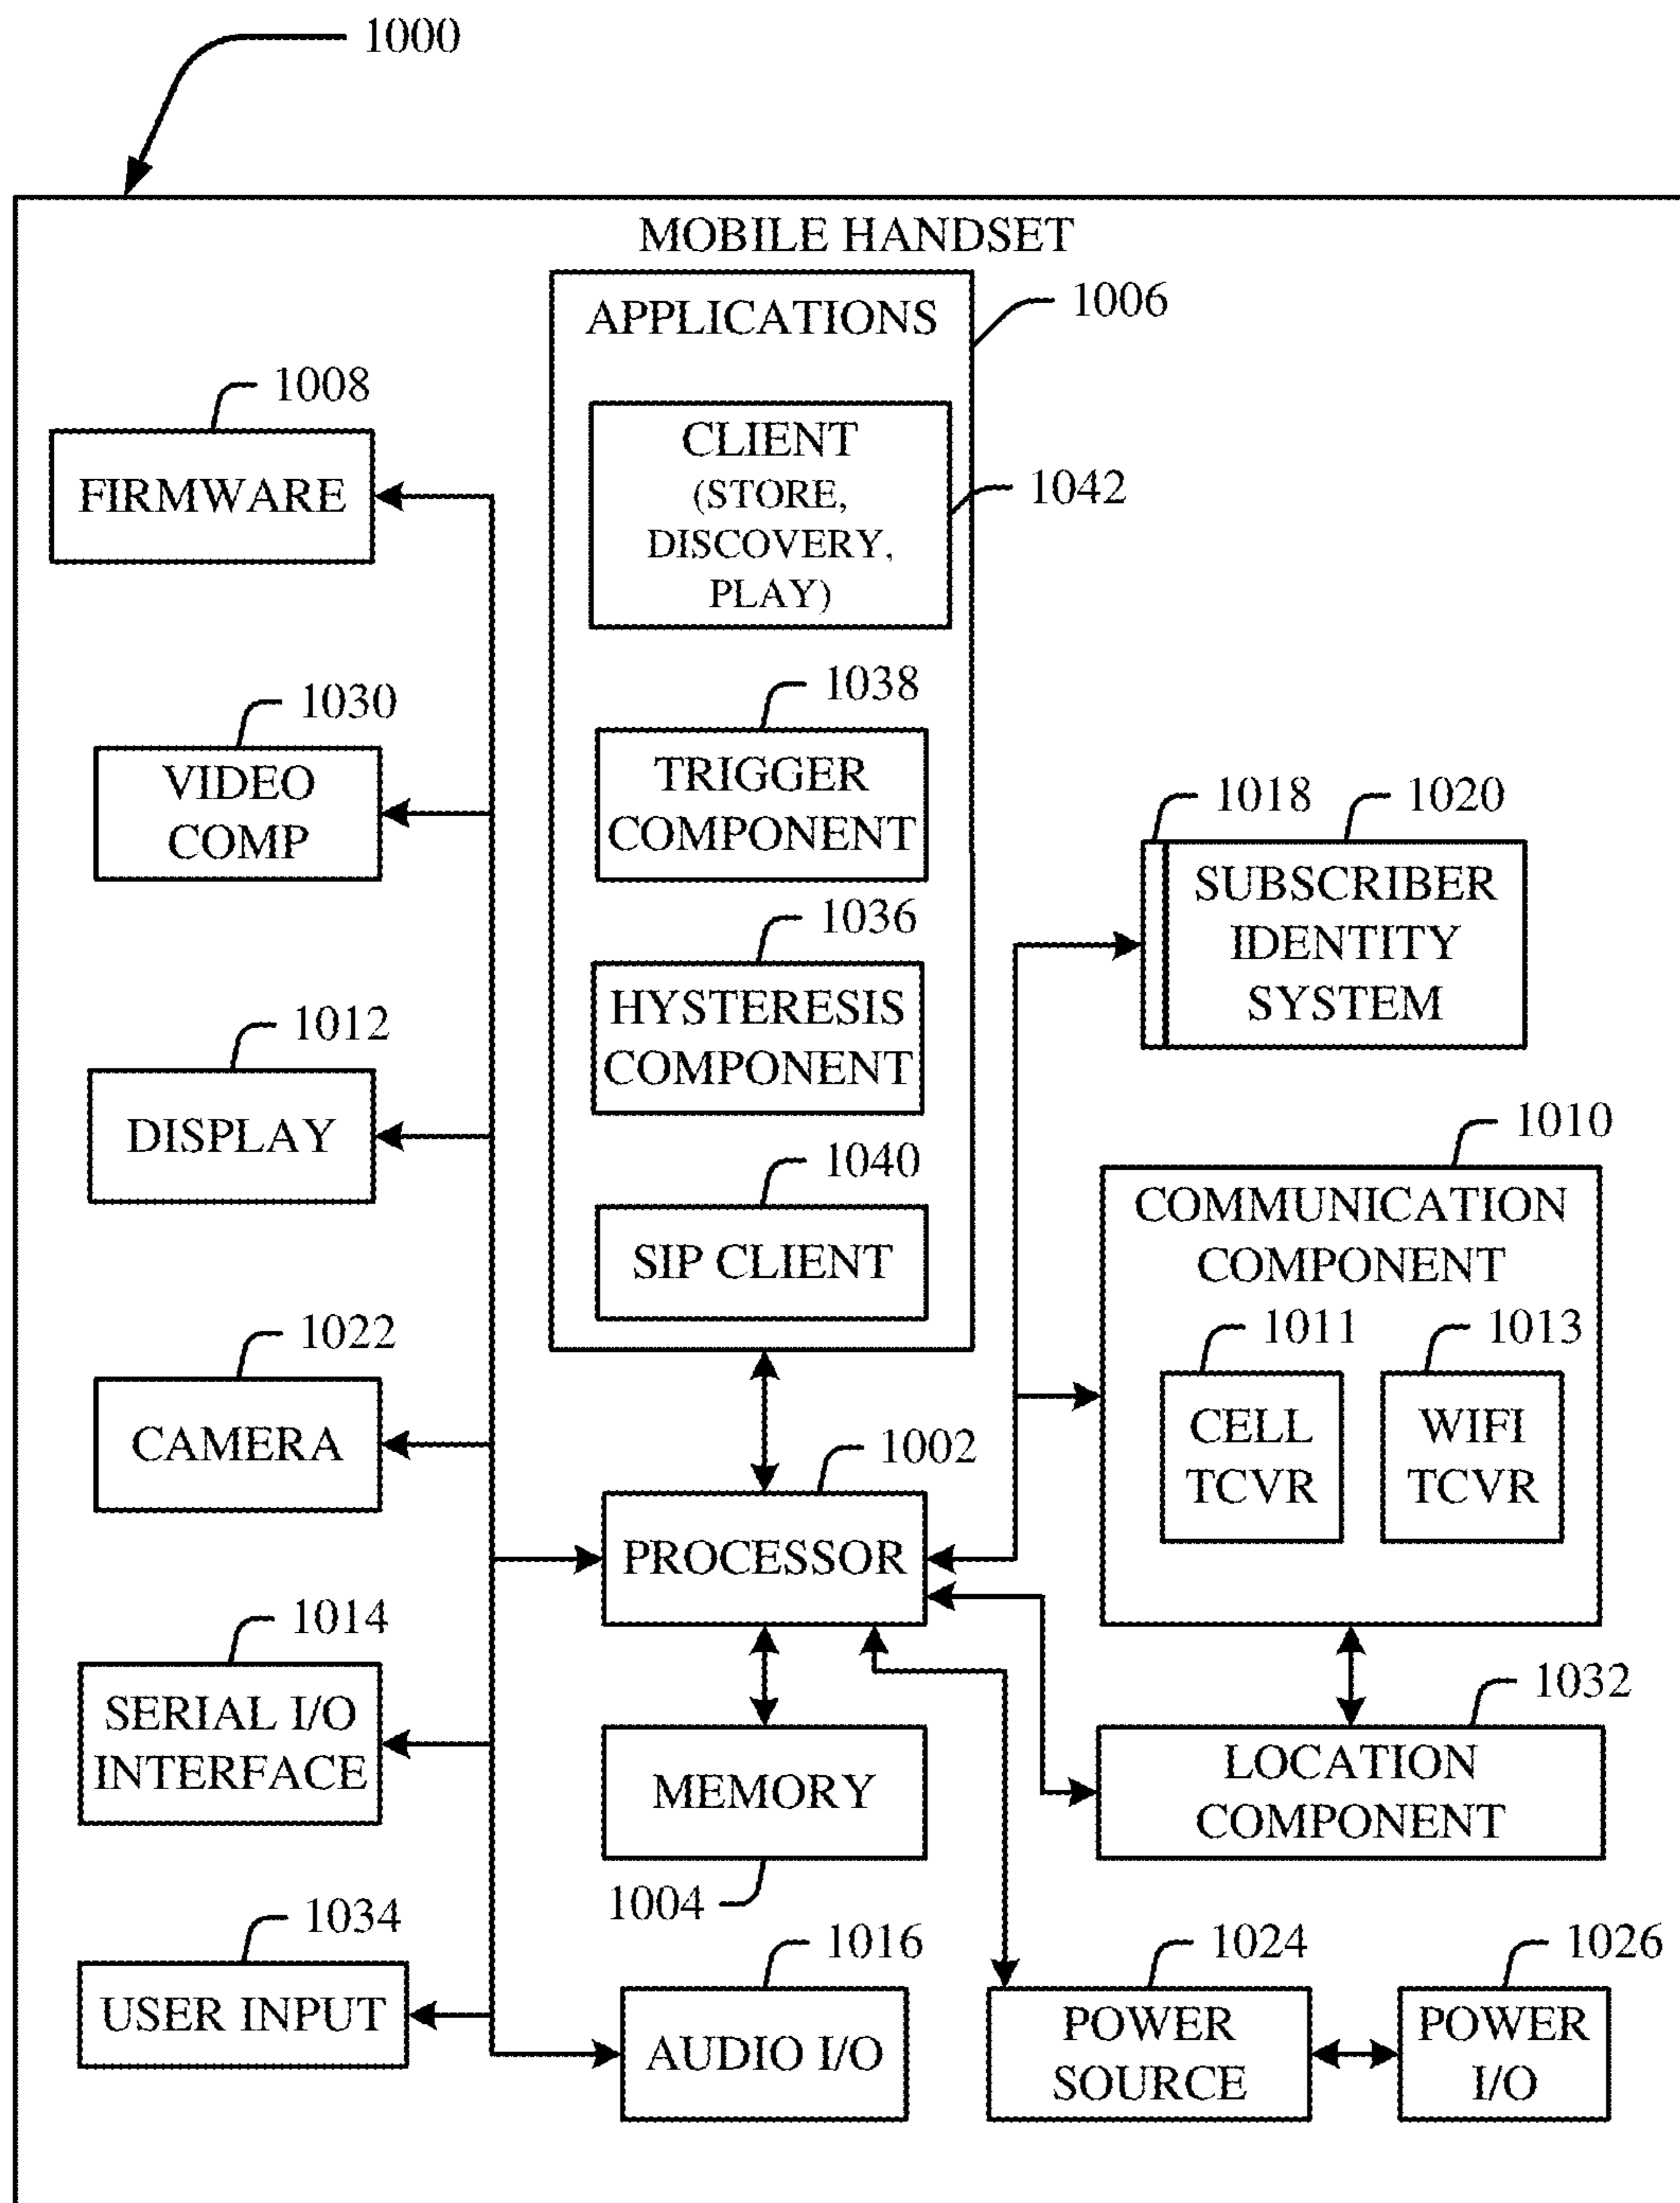 1000
MOBILE HANDSET
APPLICATIONS
1006
CLIENT
(STORE,
DISCOVERY,
PLAY)
1042
1038
TRIGGER
COMPONENT
1036
HYSTERESIS
COMPONENT
1040
SIP CLIENT
1008
FIRMWARE
1030
VIDEO
COMP
1012
DISPLAY
1022
CAMERA
1014
SERIAL I/O
INTERFACE
1034
USER INPUT
1002
PROCESSOR
MEMORY
1004
1016
AUDIO I/O
1018
1020
SUBSCRIBER
IDENTITY
SYSTEM
1010
COMMUNICATION
COMPONENT
1011
CELL
TCVR
1013
WIFI
TCVR
1032
LOCATION
COMPONENT
1024
POWER
SOURCE
1026
POWER
I/O